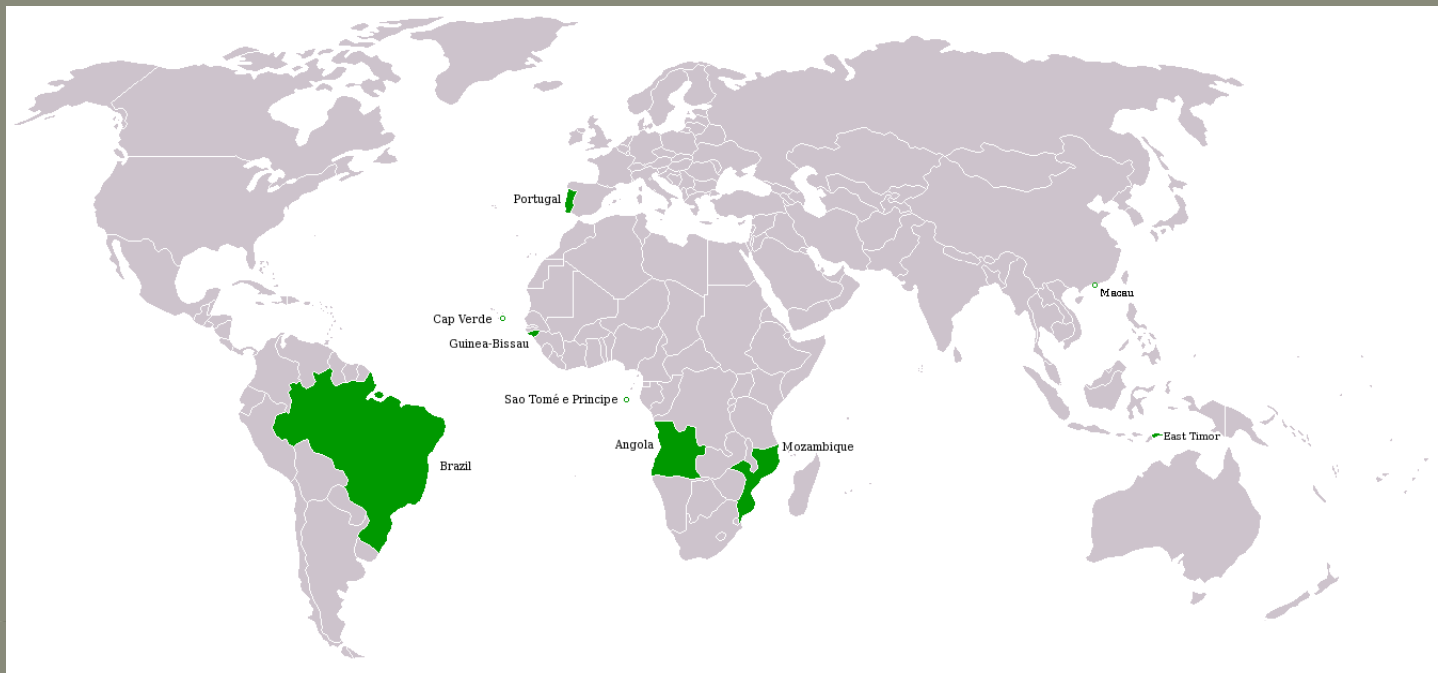 Portugal
Macau
Cap Verde
Guinea-Bissau
Sao Tomé e Principe
East Timor
Angola
Mozambique
Brazil